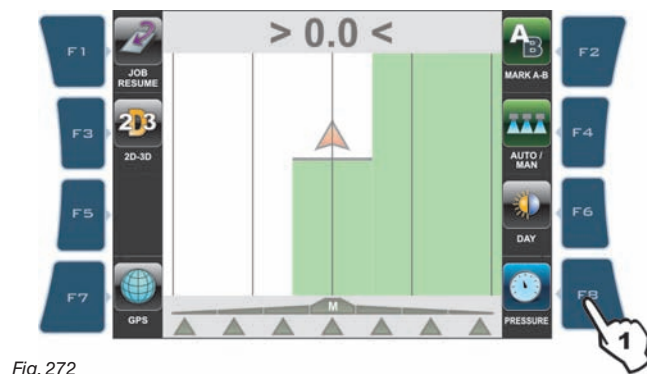 > 0.0 <
F1
JOB
RESUME
MARK A-B
F2
F3
2D3
2D-3D
AUTO /
MAN
F4
F5
DAY
F6
F7
GPS
M
PRESSURE
F8
1
Fig. 272